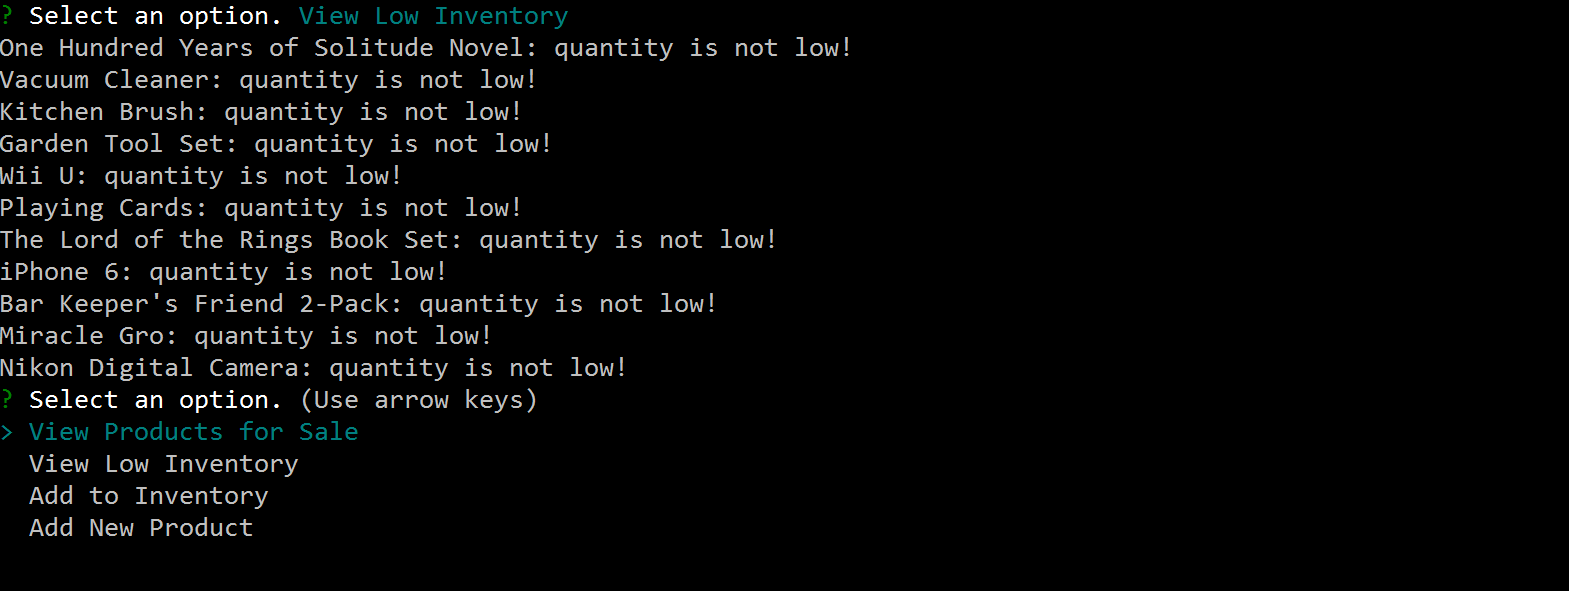 ? Select an option. View Low Inventory
One Hundred Years of Solitude Novel: quantity is not low!
Vacuum Cleaner: quantity is not low!
Kitchen Brush: quantity is not low!
Garden Tool Set: quantity is not low!
Wii U: quantity is not low!
Playing Cards: quantity is not low!
The Lord of the Rings Book Set: quantity is not low!
iPhone 6: quantity is not low!
Bar Keeper's Friend 2-Pack: quantity is not low!
Miracle Gro: quantity is not low!
Nikon Digital Camera: quantity is not low!
? Select an option. (Use arrow keys)
> View Products for Sale
  View Low Inventory
  Add to Inventory
  Add New Product